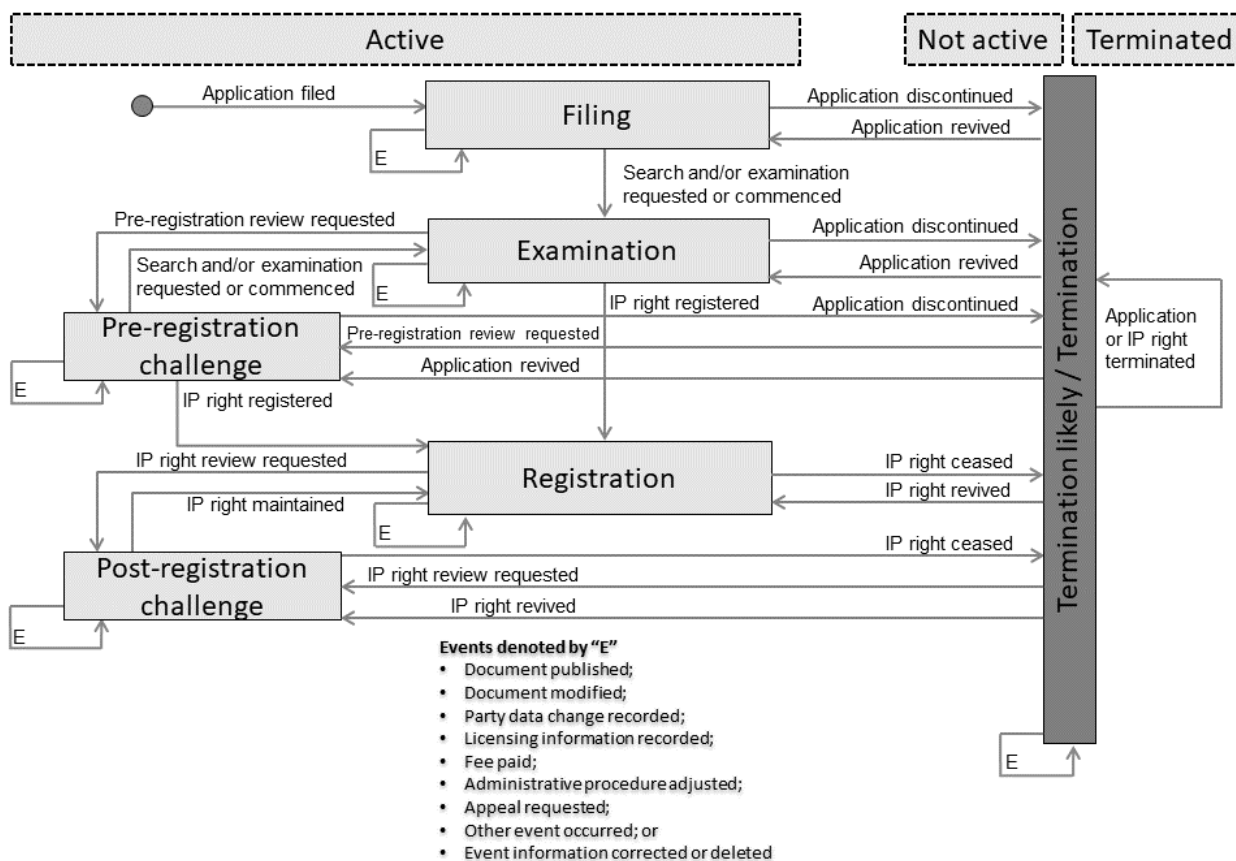 Active
Not active
Terminated
Application filed
Filing
Application discontinued
Application revived
E
Search and/or examination
requested or commenced
Pre-registration review requested
Examination
Application discontinued
Search and/or examination
requested or commenced
E
Application revived
IP right registered
Application discontinued
Pre-registration
challenge
Pre-registration review requested
Application
or IP right
terminated
Application revived
E
IP right registered
Termination likely / Termination
IP right review requested
Registration
IP right ceased
IP right maintained
IP right revived
E
Post-registration
challenge
IP right ceased
IP right review requested
IP right revived
E
Events denoted by “E”
• Document published;
• Document modified;
• Party data change recorded;
• Licensing information recorded;
• Fee paid;
• Administrative procedure adjusted;
• Appeal requested;
• Other event occurred; or
• Event information corrected or deleted
E